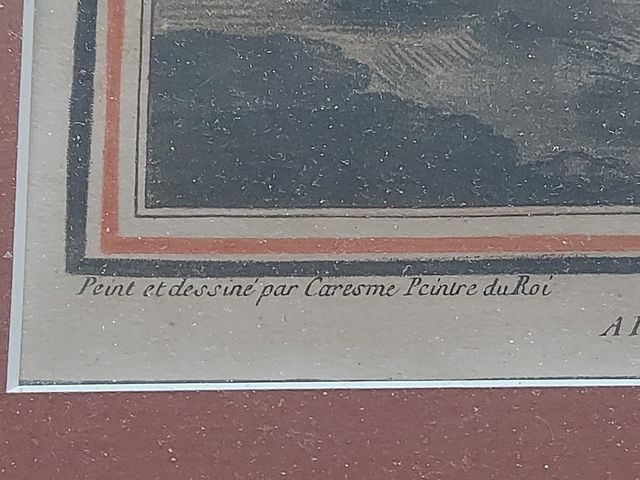 Peint et dessiné par Caresme Peintre du Roi
A